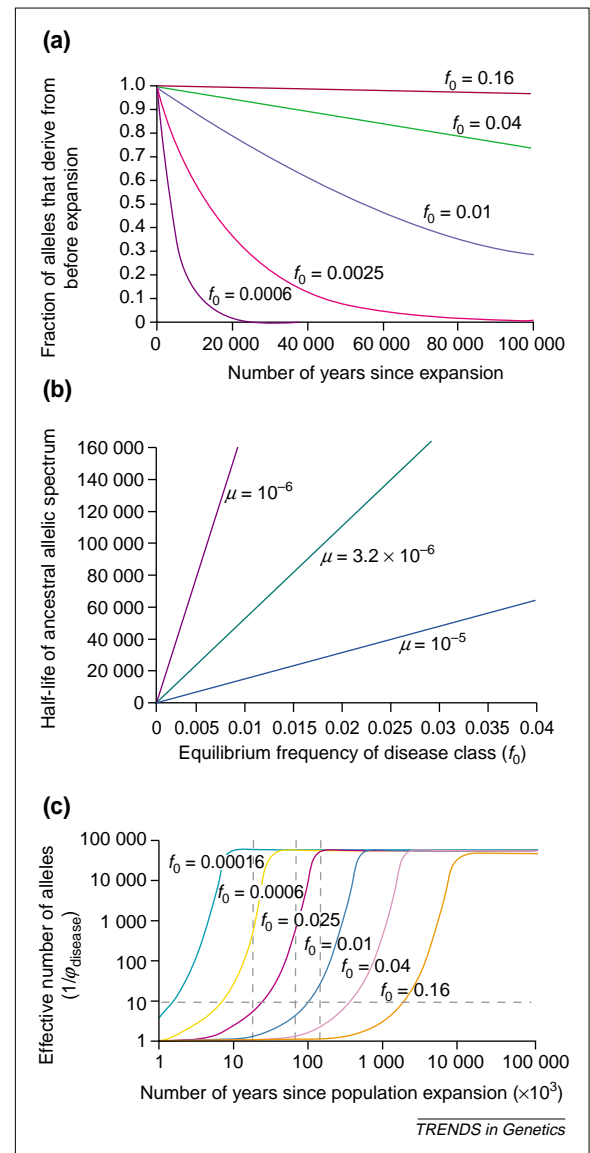 (a)
Fraction of alleles that derive from
before expansion
1.0
0.9
0.8
0.7
0.6
0.5
0.4
0.3
0.2
0.1
0
f0 = 0.16
f0 = 0.04
f0 = 0.01
f0 = 0.0025
f0 = 0.0006
0 20 000 40 000 60 000 80 000 100 000
Number of years since expansion
(b)
Half-life of ancestral allelic spectrum
160 000
140 000
120 000
100 000
80 000
60 000
40 000
20 000
0
μ = 10⁻⁶
μ = 3.2 × 10⁻⁶
μ = 10⁻⁵
0 0.005 0.01 0.015 0.02 0.025 0.03 0.035 0.04
Equilibrium frequency of disease class (f0)
(c)
Effective number of alleles
(1/φdisease)
100 000
10 000
1 000
100
10
1
f0 = 0.00016
f0 = 0.0006
f0 = 0.025
f0 = 0.01
f0 = 0.04
f0 = 0.16
1 10 100 1 000 10 000 100 000
Number of years since population expansion (×10³)
TRENDS in Genetics